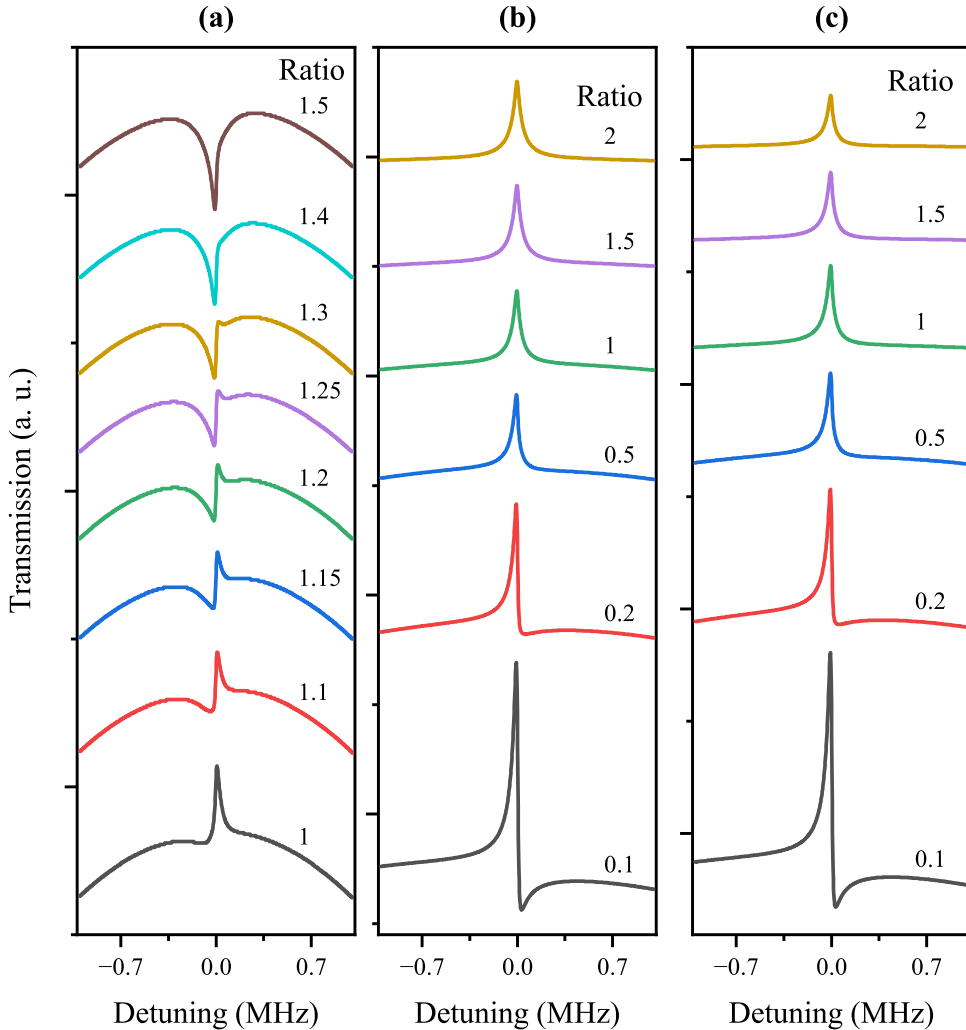 (a)
(b)
(c)
Transmission (a. u.)
Ratio
1.5
1.4
1.3
1.25
1.2
1.15
1.1
1
−0.7
0.0
0.7
Detuning (MHz)
Ratio
2
1.5
1
0.5
0.2
0.1
−0.7
0.0
0.7
Detuning (MHz)
Ratio
2
1.5
1
0.5
0.2
0.1
−0.7
0.0
0.7
Detuning (MHz)